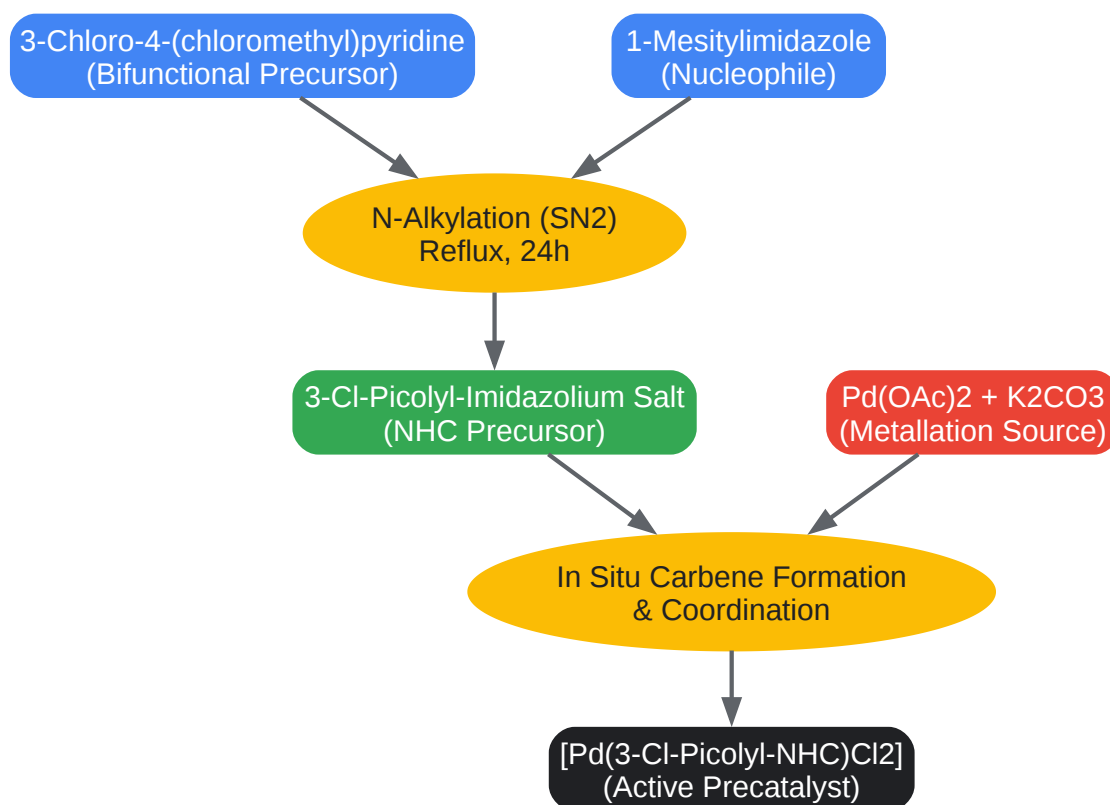 3-Chloro-4-(chloromethyl)pyridine
(Bifunctional Precursor)
1-Mesitylimidazole
(Nucleophile)
N-Alkylation (SN2)
Reflux, 24h
3-Cl-Picolyl-Imidazolium Salt
(NHC Precursor)
Pd(OAc)2 + K2CO3
(Metallation Source)
In Situ Carbene Formation
& Coordination
[Pd(3-Cl-Picolyl-NHC)Cl2]
(Active Precatalyst)